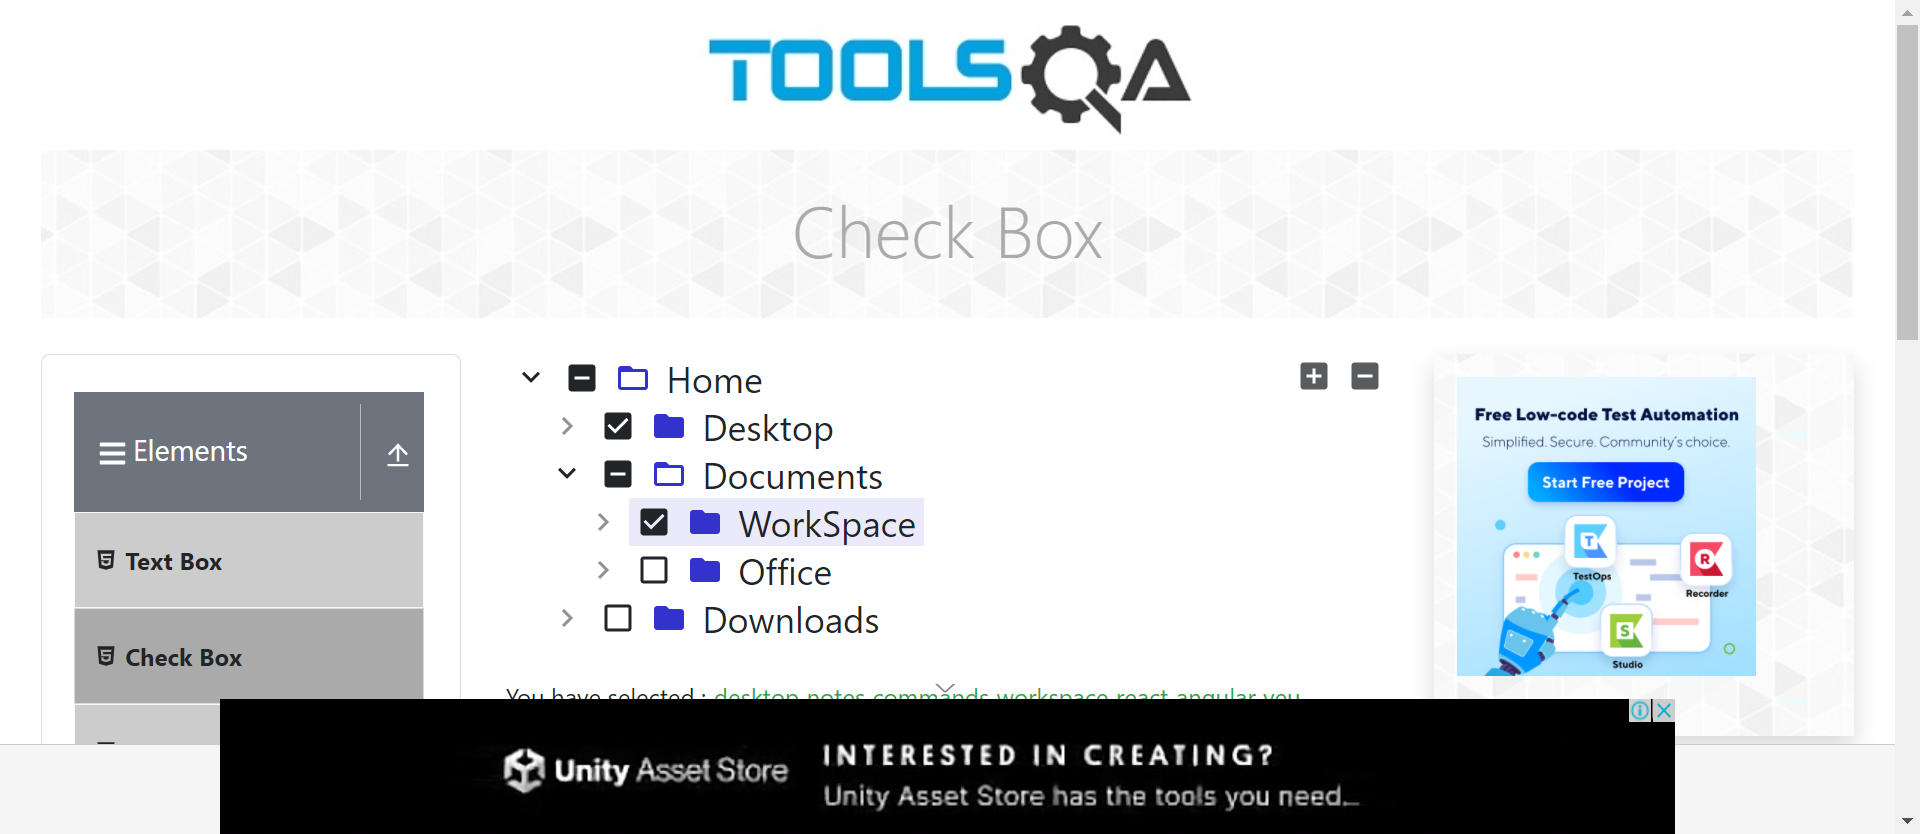 TOOLSQA
Check Box
Elements
Text Box
Check Box
Home
Desktop
Documents
WorkSpace
Office
Downloads
You have selected : desktop notes commands workspace react angular veu
Free Low-code Test Automation
Simplified. Secure. Community's choice.
Start Free Project
TestOps
Recorder
Studio
Unity Asset Store
INTERESTED IN CREATING?
Unity Asset Store has the tools you need...